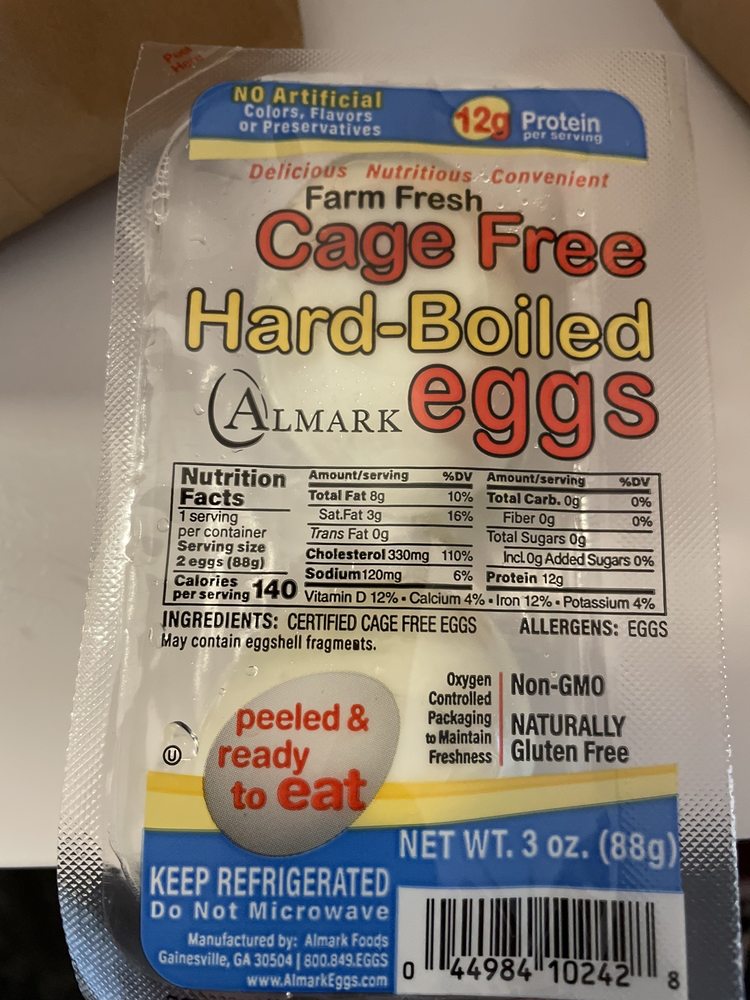 Peel
Here
NO Artificial
Colors, Flavors
or Preservatives
12g Protein
per serving
Delicious Nutritious Convenient
Farm Fresh
Cage Free
Hard-Boiled
ALMARK eggs
Nutrition
Facts
1 serving
per container
Serving size
2 eggs (88g)
Calories
per serving 140
Amount/serving %DV
Total Fat 8g 10%
Sat.Fat 3g 16%
Trans Fat 0g
Cholesterol 330mg 110%
Sodium 120mg 6%
Amount/serving %DV
Total Carb. 0g 0%
Fiber 0g 0%
Total Sugars 0g
Incl. 0g Added Sugars 0%
Protein 12g
Vitamin D 12% • Calcium 4% • Iron 12% • Potassium 4%
INGREDIENTS: CERTIFIED CAGE FREE EGGS
May contain eggshell fragments.
ALLERGENS: EGGS
Oxygen
Controlled
Packaging
to Maintain
Freshness
Non-GMO
NATURALLY
Gluten Free
U
peeled &
ready
to eat
NET WT. 3 oz. (88g)
KEEP REFRIGERATED
Do Not Microwave
Manufactured by: Almark Foods
Gainesville, GA 30504 | 800.849.EGGS
www.AlmarkEggs.com
0 44984 10242 8